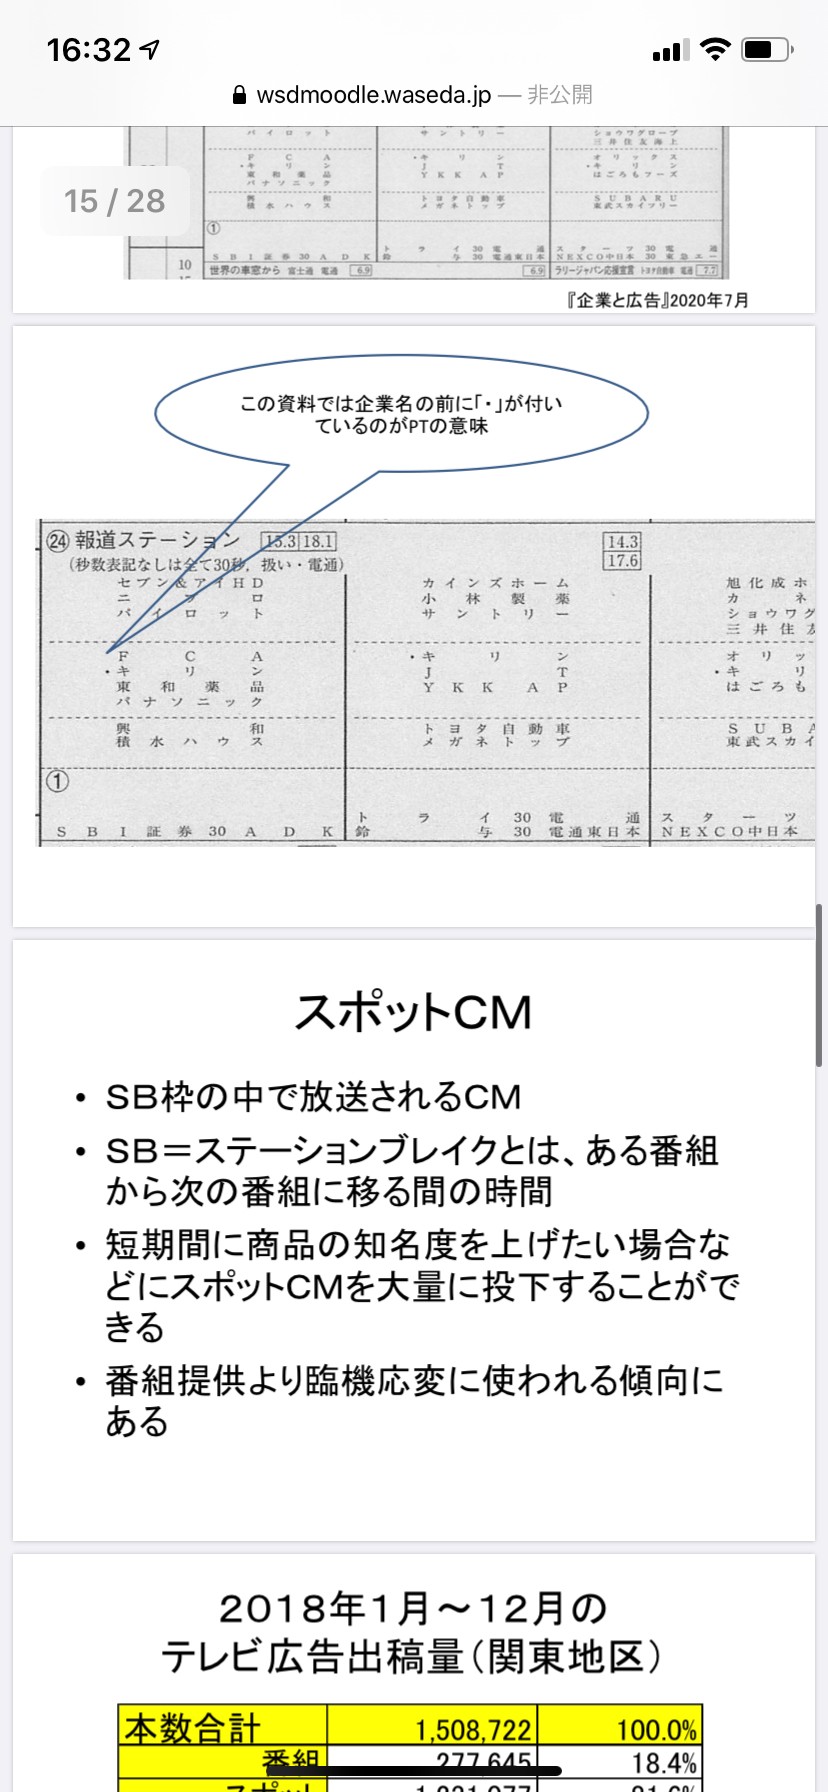 16:32
wsdmoodle.waseda.jp — 非公開
15 / 28
パイロット サントリー ショウワグローブ
三井住友海上
FCA ・キリン オリックス
・キリン JT ・キリン
東和薬品 YKKAP はごろもフーズ
パナソニック
興和 トヨタ自動車 SUBARU
積水ハウス メガネトップ 東武スカイツリー
①
トライ 30 電通 スターツ 30 電通
SBI証券30ADK 鈴与 30 電通東日本 NEXCO中日本 30 東急エー
10 世界の車窓から 富士通 電通 6.9 6.9 ラリージャパン応援宣言 トヨタ自動車 電通 7.7
『企業と広告』2020年7月
この資料では企業名の前に「・」が付い
ているのがPTの意味
㉔ 報道ステーション 15.3 18.1 14.3
17.6
(秒数表記なしは全て30秒，扱い・電通)
セブン&アイHD カインズホーム 旭化成ホ
ニプロ 小林製薬 カネ
パイロット サントリー ショウワグ
三井住友
FCA ・キリン オリッ
・キリン JT ・キリ
東和薬品 YKKAP はごろも
パナソニック
興和 トヨタ自動車 SUBA
積水ハウス メガネトップ 東武スカイ
①
トライ 30 電通 スターツ
SBI証券30ADK 鈴与 30 電通東日本 NEXCO中日本
スポットCM
• SB枠の中で放送されるCM
• SB＝ステーションブレイクとは、ある番組
から次の番組に移る間の時間
• 短期間に商品の知名度を上げたい場合な
どにスポットCMを大量に投下することがで
きる
• 番組提供より臨機応変に使われる傾向に
ある
2018年1月～12月の
テレビ広告出稿量（関東地区）
本数合計 1,508,722 100.0%
番組 277,645 18.4%
スポット